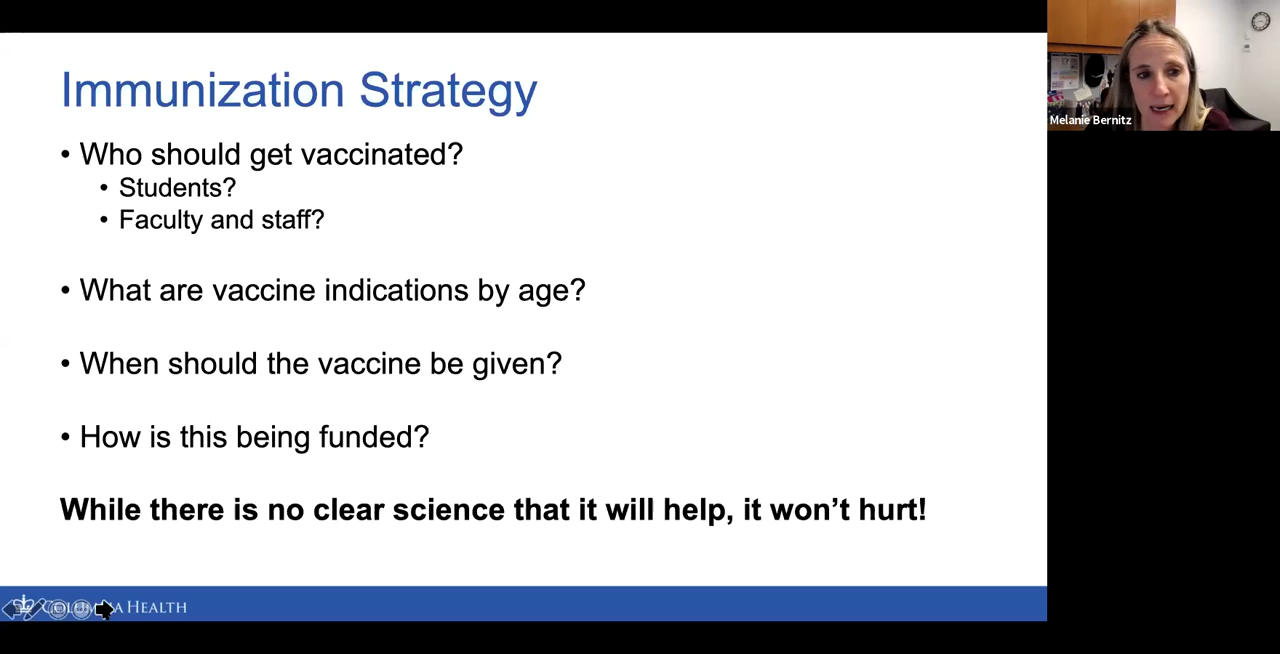 Immunization Strategy
• Who should get vaccinated?
• Students?
• Faculty and staff?
• What are vaccine indications by age?
• When should the vaccine be given?
• How is this being funded?
While there is no clear science that it will help, it won’t hurt!
COLUMBIA HEALTH
Melanie Bernitz